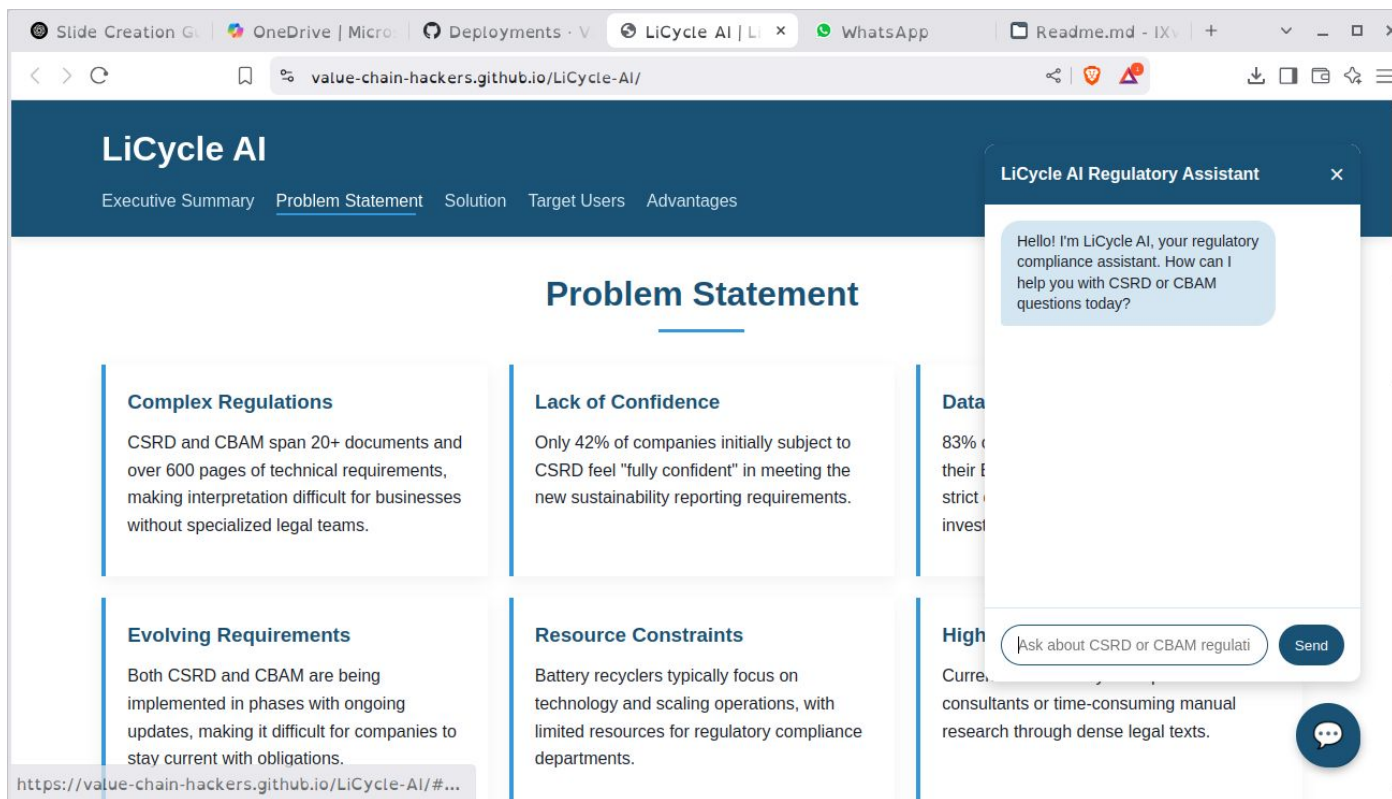 Slide Creation G
OneDrive | Micro
Deployments · V
LiCycle AI | Li
WhatsApp
Readme.md - IXv
value-chain-hackers.github.io/LiCycle-AI/
LiCycle AI
Executive Summary Problem Statement Solution Target Users Advantages
Problem Statement
Complex Regulations
CSRD and CBAM span 20+ documents and
over 600 pages of technical requirements,
making interpretation difficult for businesses
without specialized legal teams.
Lack of Confidence
Only 42% of companies initially subject to
CSRD feel "fully confident" in meeting the
new sustainability reporting requirements.
Data
83%
their
strict
invest
Evolving Requirements
Both CSRD and CBAM are being
implemented in phases with ongoing
updates, making it difficult for companies to
stay current with obligations.
Resource Constraints
Battery recyclers typically focus on
technology and scaling operations, with
limited resources for regulatory compliance
departments.
High
Curre
consultants or time-consuming manual
research through dense legal texts.
LiCycle AI Regulatory Assistant
Hello! I'm LiCycle AI, your regulatory
compliance assistant. How can I
help you with CSRD or CBAM
questions today?
Ask about CSRD or CBAM regulati
Send
https://value-chain-hackers.github.io/LiCycle-AI/#...